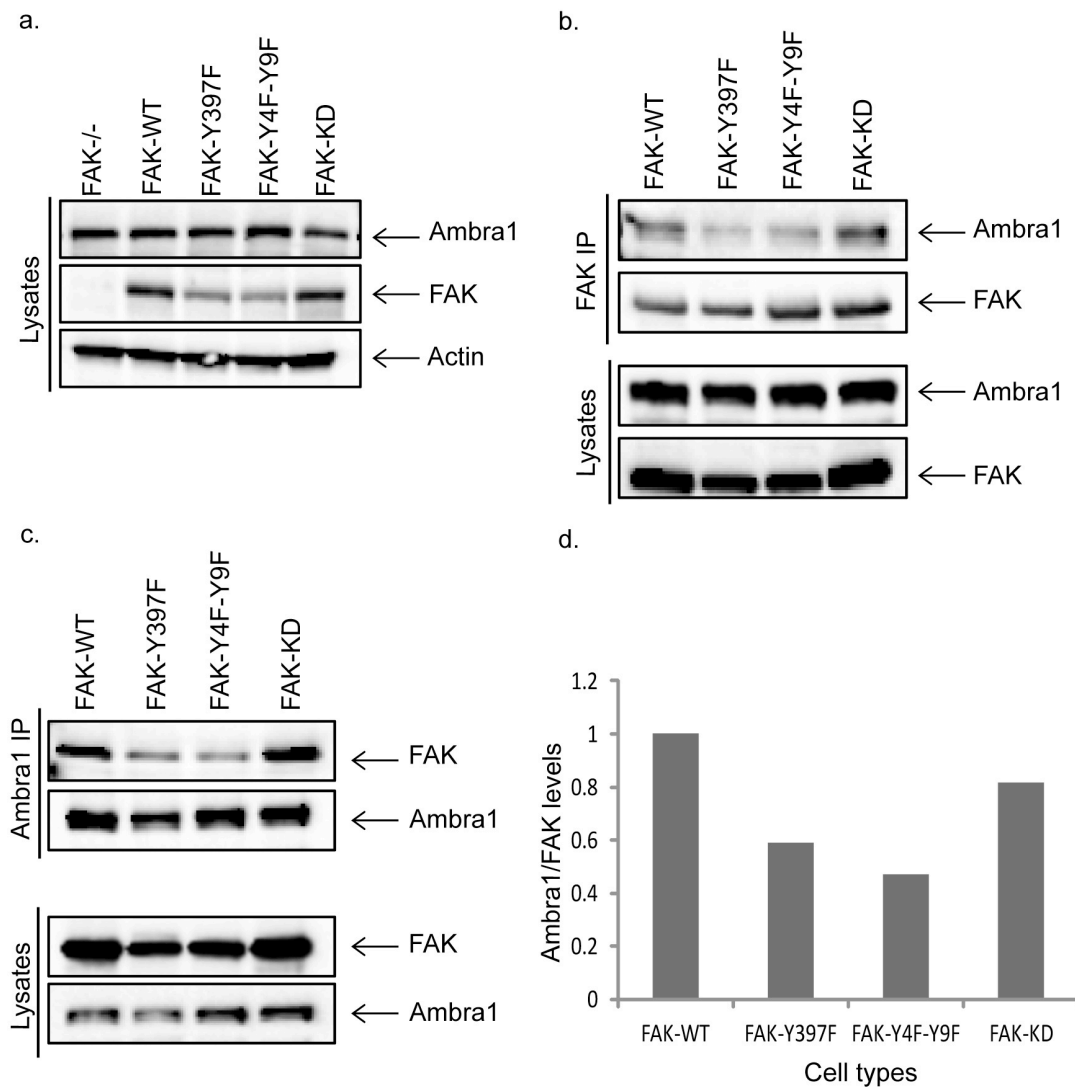 a.
FAK-/-
FAK-WT
FAK-Y397F
FAK-Y4F-Y9F
FAK-KD
Lysates
Ambra1
FAK
Actin
b.
FAK-WT
FAK-Y397F
FAK-Y4F-Y9F
FAK-KD
FAK IP
Ambra1
FAK
Lysates
Ambra1
FAK
c.
FAK-WT
FAK-Y397F
FAK-Y4F-Y9F
FAK-KD
Ambra1 IP
FAK
Ambra1
Lysates
FAK
Ambra1
d.
Ambra1/FAK levels
1.2
1
0.8
0.6
0.4
0.2
0
FAK-WT FAK-Y397F FAK-Y4F-Y9F FAK-KD
Cell types